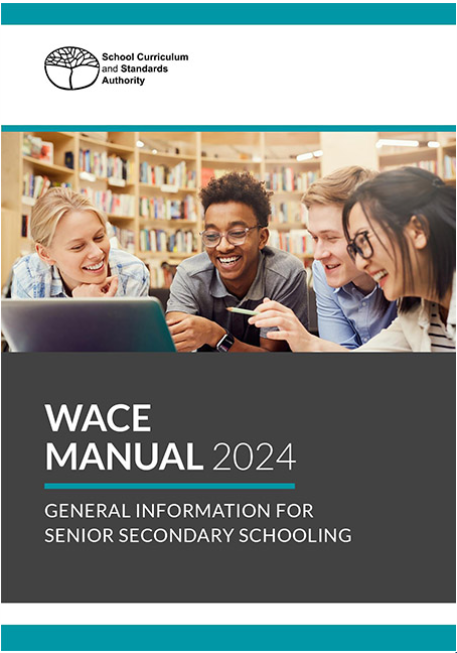 School Curriculum
and Standards
Authority
WACE
MANUAL 2024
GENERAL INFORMATION FOR
SENIOR SECONDARY SCHOOLING